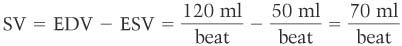 SV = EDV − ESV = 120 ml/beat − 50 ml/beat = 70 ml/beat